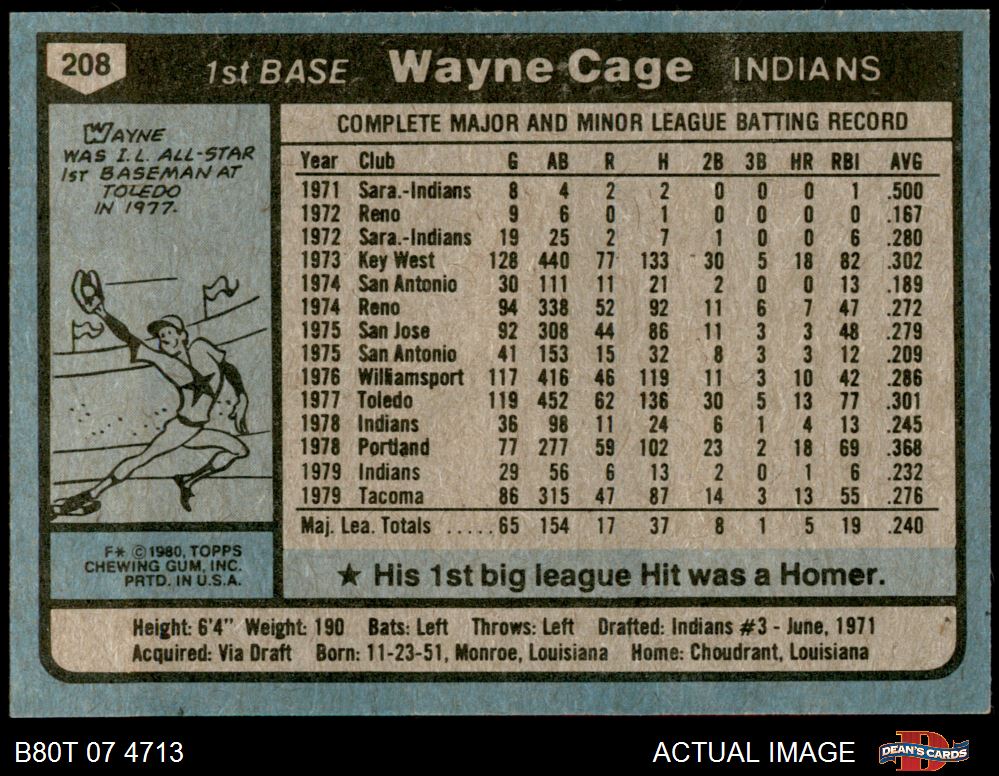 208 1st BASE Wayne Cage INDIANS
WAYNE
WAS I.L. ALL-STAR
1ST BASEMAN AT
TOLEDO
IN 1977.
F* © 1980, TOPPS
CHEWING GUM, INC.
PRTD. IN U.S.A.
COMPLETE MAJOR AND MINOR LEAGUE BATTING RECORD
Year Club G AB R H 2B 3B HR RBI AVG
1971 Sara.-Indians 8 4 2 2 0 0 0 1 .500
1972 Reno 9 6 0 1 0 0 0 0 .167
1972 Sara.-Indians 19 25 2 7 1 0 0 6 .280
1973 Key West 128 440 77 133 30 5 18 82 .302
1974 San Antonio 30 111 11 21 2 0 0 13 .189
1974 Reno 94 338 52 92 11 6 7 47 .272
1975 San Jose 92 308 44 86 11 3 3 48 .279
1975 San Antonio 41 153 15 32 8 3 3 12 .209
1976 Williamsport 117 416 46 119 11 3 10 42 .286
1977 Toledo 119 452 62 136 30 5 13 77 .301
1978 Indians 36 98 11 24 6 1 4 13 .245
1978 Portland 77 277 59 102 23 2 18 69 .368
1979 Indians 29 56 6 13 2 0 1 6 .232
1979 Tacoma 86 315 47 87 14 3 13 55 .276
Maj. Lea. Totals .....65 154 17 37 8 1 5 19 .240
★ His 1st big league Hit was a Homer.
Height: 6'4" Weight: 190 Bats: Left Throws: Left Drafted: Indians #3 - June, 1971
Acquired: Via Draft Born: 11-23-51, Monroe, Louisiana Home: Choudrant, Louisiana
B80T 07 4713 ACTUAL IMAGE DEAN'S CARDS